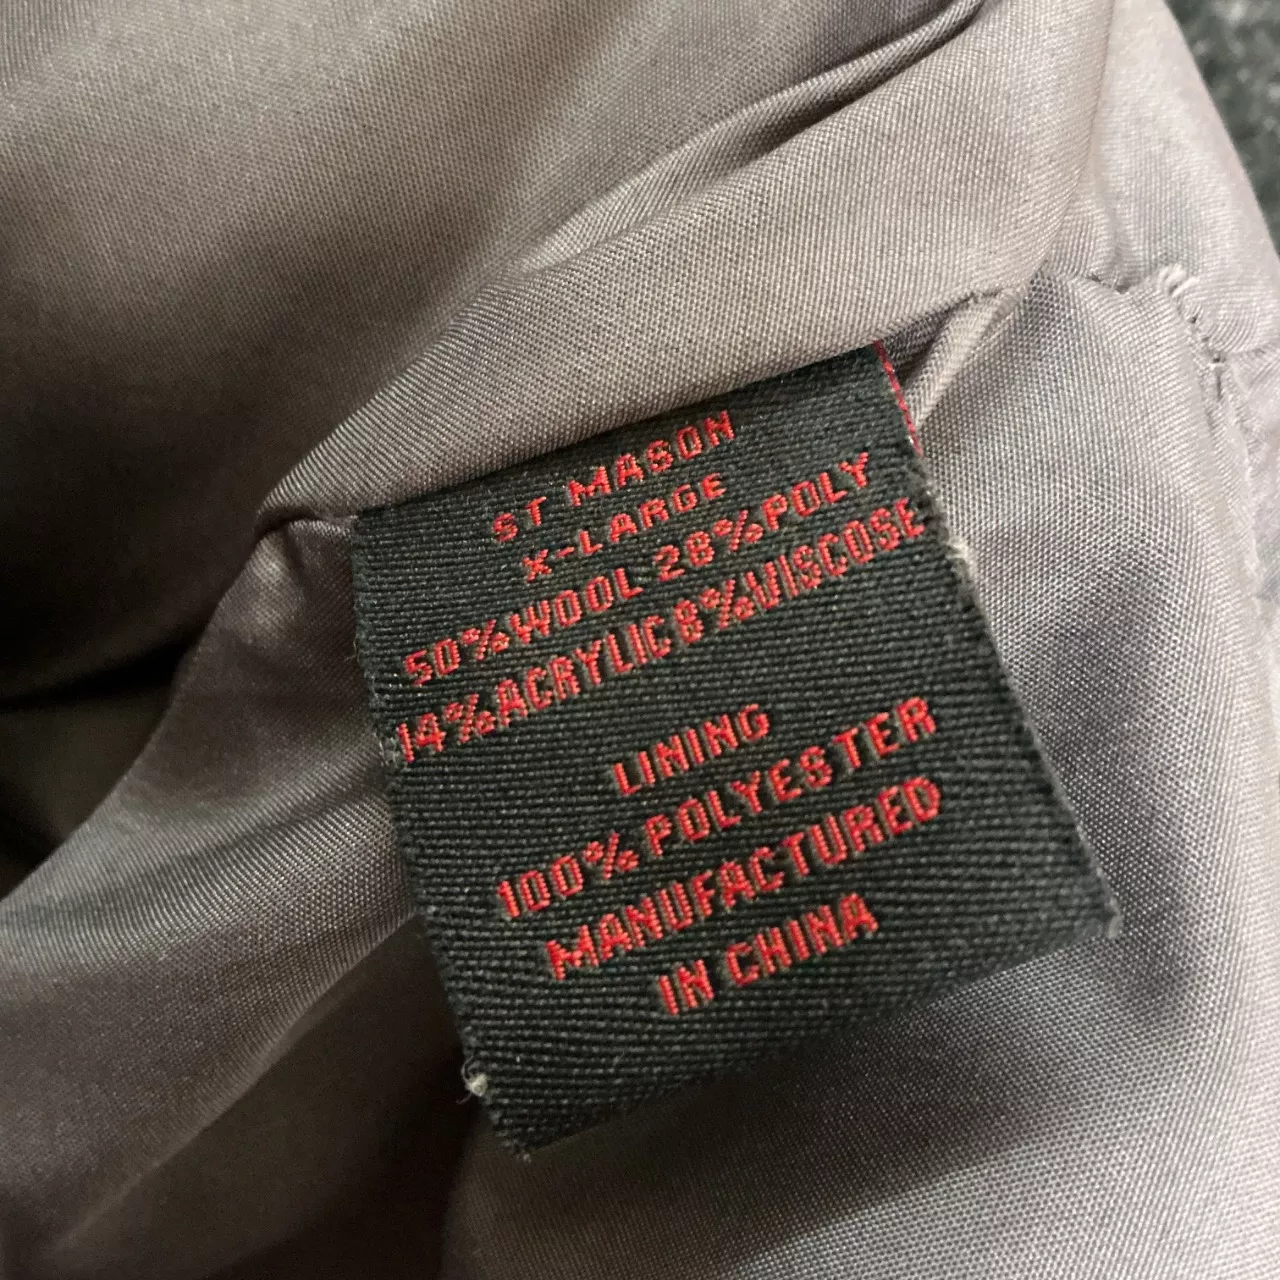 ST MASON
X-LARGE
50%WOOL 28%POLY
14%ACRYLIC 8%VISCOSE
LINING
100% POLYESTER
MANUFACTURED
IN CHINA